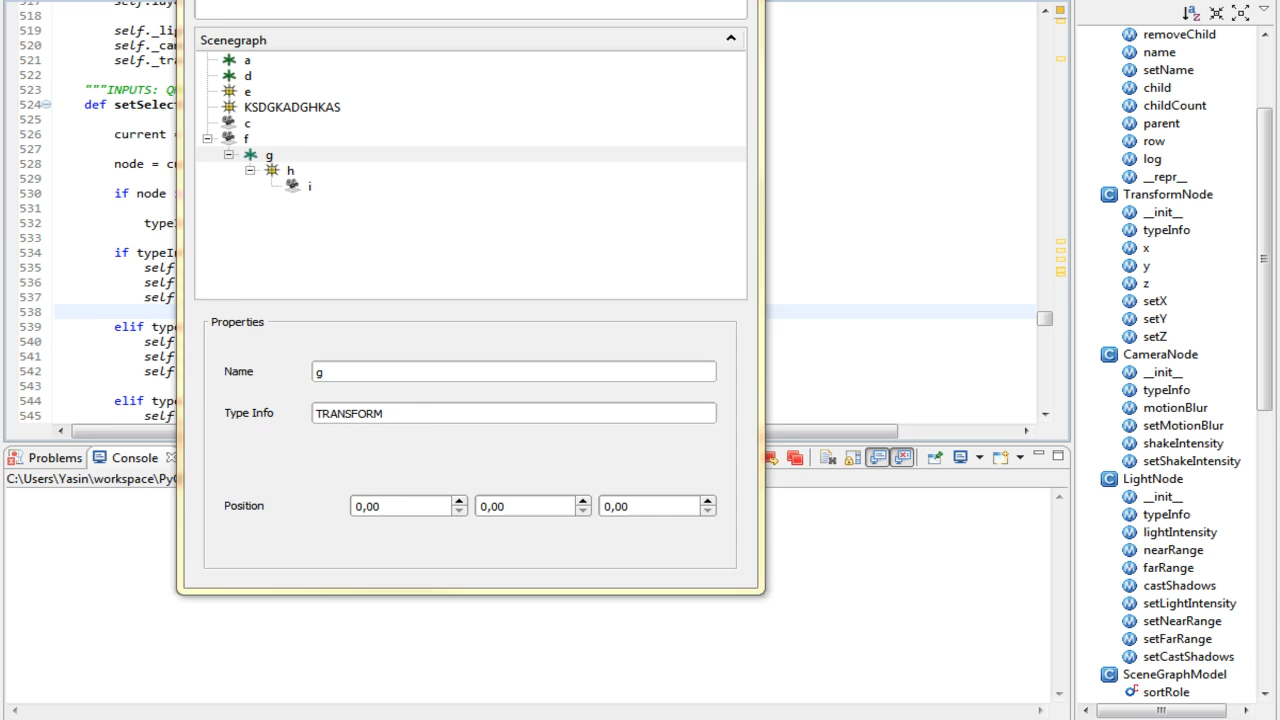 517
518
519 self._lig
520 self._ca
521 self._tra
522
523 """INPUTS: Q
524 def setSelec
525
526 current =
527
528 node = c
529
530 if node
531
532 type
533
534 if typeIn
535 self
536 self
537 self
538
539 elif type
540 self
541 self
542 self
543
544 elif type
545 self
Scenegraph
a
d
e
KSDGKADGHKAS
c
f
g
h
i
Properties
Name g
Type Info TRANSFORM
Position 0,00 0,00 0,00
Problems Console
C:\Users\Yasin\workspace\Py
removeChild
name
setName
child
childCount
parent
row
log
__repr__
TransformNode
__init__
typeInfo
x
y
z
setX
setY
setZ
CameraNode
__init__
typeInfo
motionBlur
setMotionBlur
shakeIntensity
setShakeIntensity
LightNode
__init__
typeInfo
lightIntensity
nearRange
farRange
castShadows
setLightIntensity
setNearRange
setFarRange
setCastShadows
SceneGraphModel
sortRole